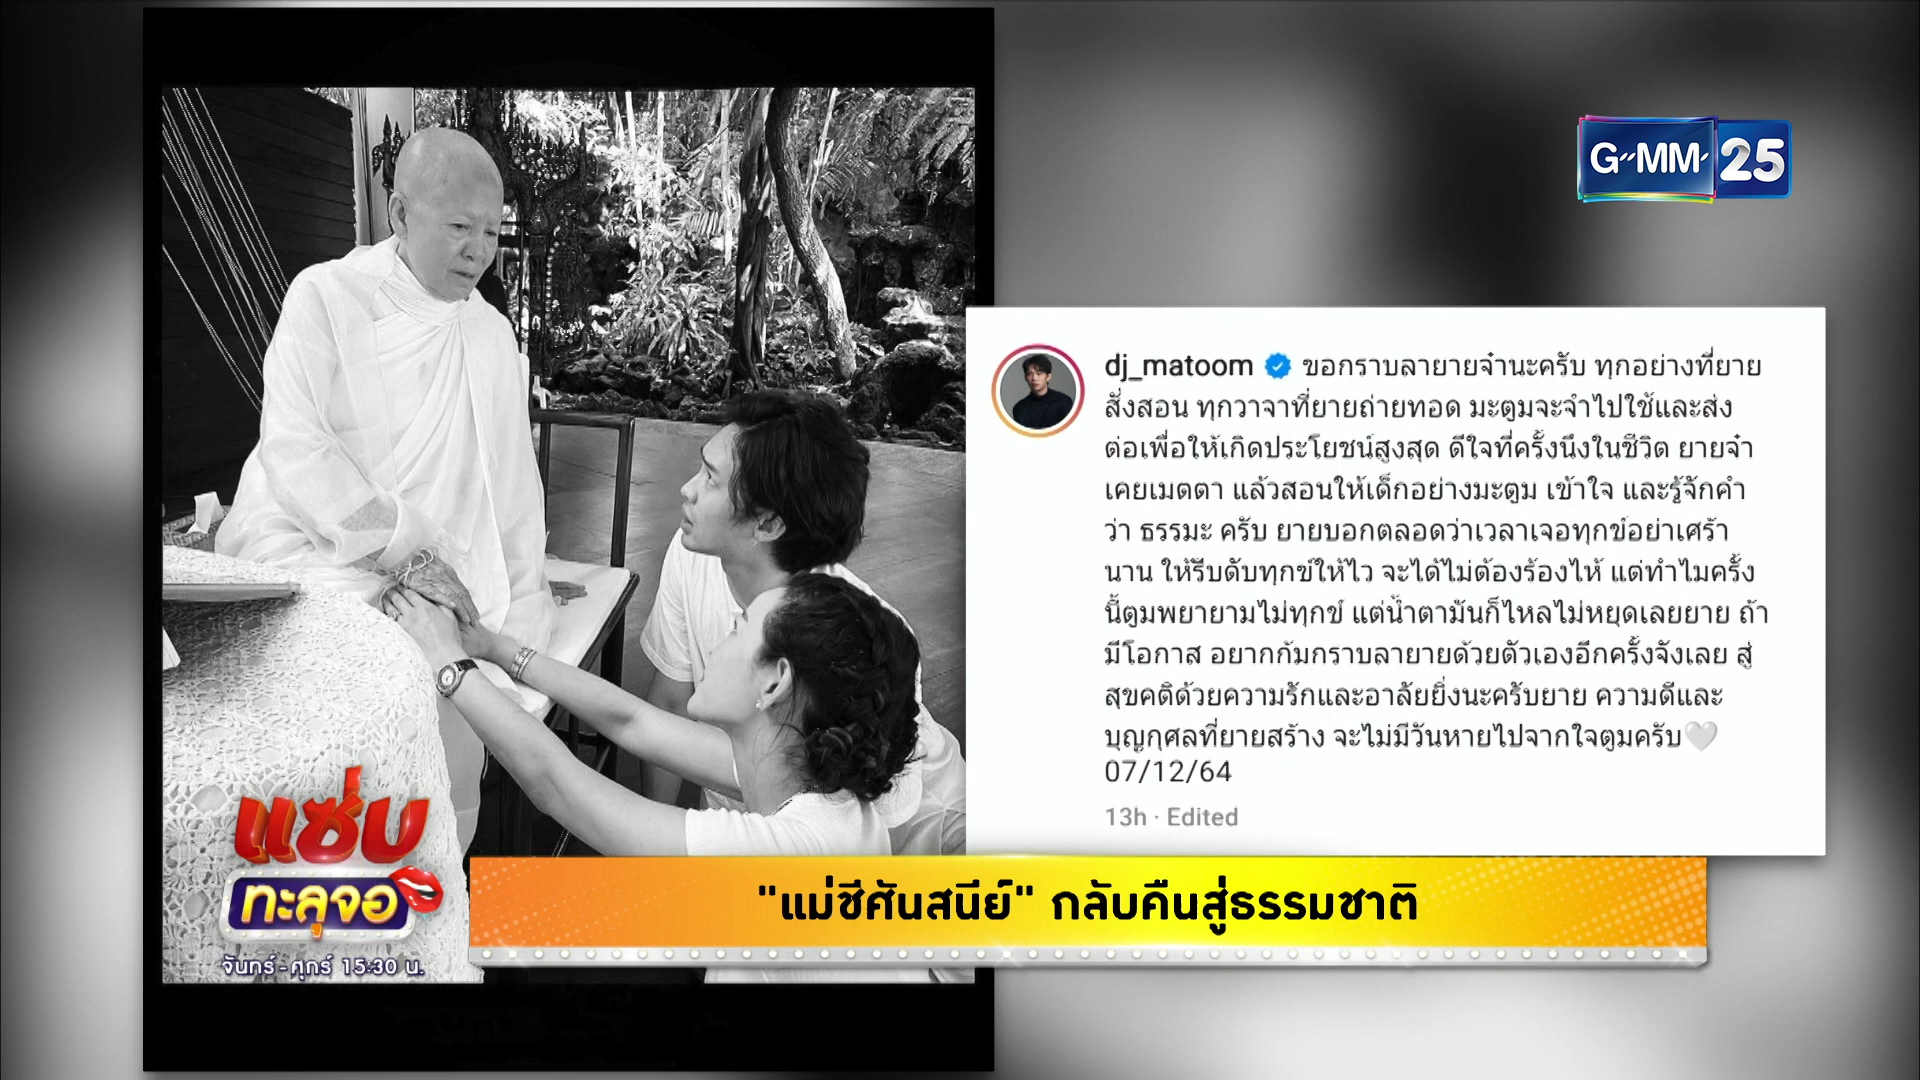 G-MM- 25
dj_matoom ขอกราบลายายจ๋านะครับ ทุกอย่างที่ยาย
สั่งสอน ทุกวาจาที่ยายถ่ายทอด มะตูมจะจำไปใช้และส่ง
ต่อเพื่อให้เกิดประโยชน์สูงสุด ดีใจที่ครั้งนึงในชีวิต ยายจ๋า
เคยเมตตา แล้วสอนให้เด็กอย่างมะตูม เข้าใจ และรู้จักคำ
ว่า ธรรมะ ครับ ยายบอกตลอดว่าเวลาเจอทุกข์อย่าเศร้า
นาน ให้รีบดับทุกข์ให้ไว จะได้ไม่ต้องร้องไห้ แต่ทำไมครั้ง
นี้ตูมพยายามไม่ทุกข์ แต่น้ำตามันก็ไหลไม่หยุดเลยยาย ถ้า
มีโอกาส อยากก้มกราบลายายด้วยตัวเองอีกครั้งจังเลย สู่
สุขคติด้วยความรักและอาลัยยิ่งนะครับยาย ความดีและ
บุญกุศลที่ยายสร้าง จะไม่มีวันหายไปจากใจตูมครับ🤍
07/12/64
13h · Edited
แซ่บ
ทะลุจอ
จันทร์ - ศุกร์ 15:30 น.
"แม่ชีศันสนีย์" กลับคืนสู่ธรรมชาติ